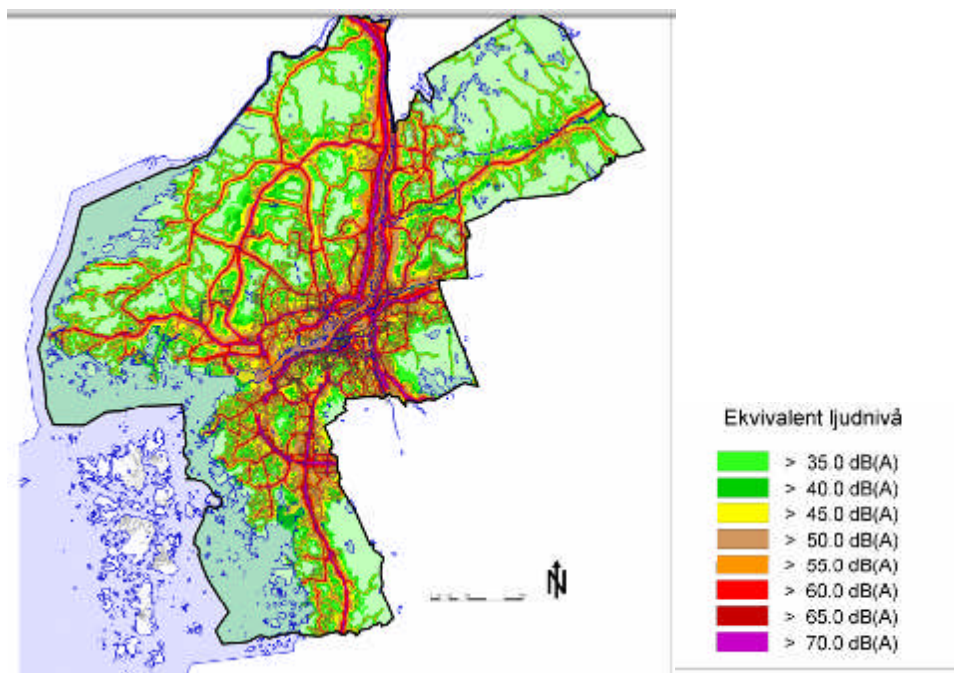 Ekvivalent ljudnivå
> 35.0 dB(A)
> 40.0 dB(A)
> 45.0 dB(A)
> 50.0 dB(A)
> 55.0 dB(A)
> 60.0 dB(A)
> 65.0 dB(A)
> 70.0 dB(A)
N